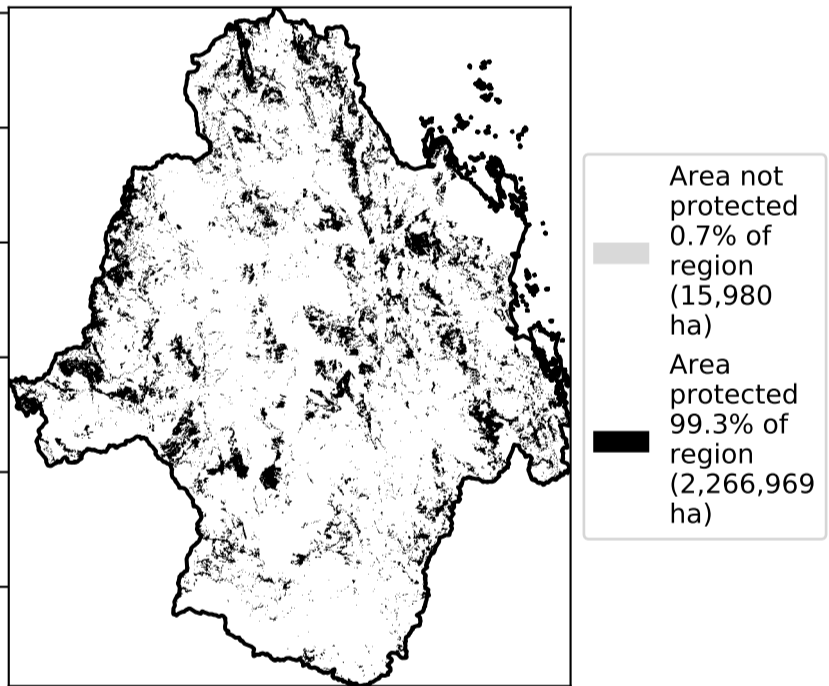 Area not
protected
0.7% of
region
(15,980
ha)
Area
protected
99.3% of
region
(2,266,969
ha)